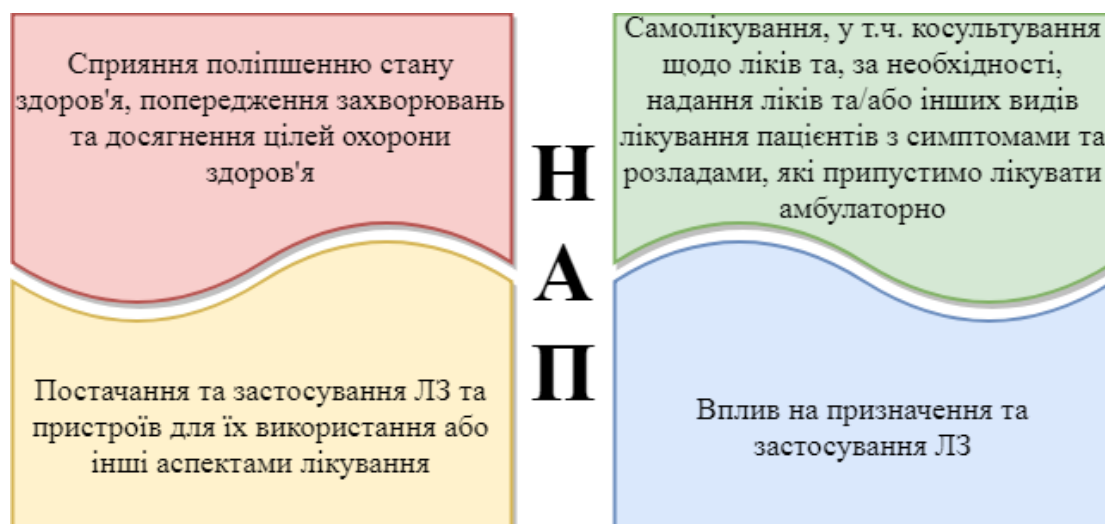 Сприяння поліпшенню стану
здоров'я, попередження захворювань
та досягнення цілей охорони
здоров'я
Самолікування, у т.ч. косультування
щодо ліків та, за необхідності,
надання ліків та/або інших видів
лікування пацієнтів з симптомами та
розладами, які припустимо лікувати
амбулаторно
Н
А
П
Постачання та застосування ЛЗ та
пристроїв для їх використання або
інші аспектами лікування
Вплив на призначення та
застосування ЛЗ